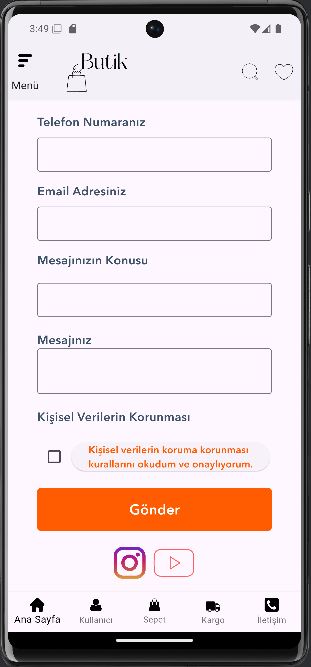 3:49
Butik
Menü
Telefon Numaranız
Email Adresiniz
Mesajınızın Konusu
Mesajınız
Kişisel Verilerin Korunması
Kişisel verilerin koruma korunması
kurallarını okudum ve onaylıyorum.
Gönder
Ana Sayfa
Kullanıcı
Sepet
Kargo
İletişim